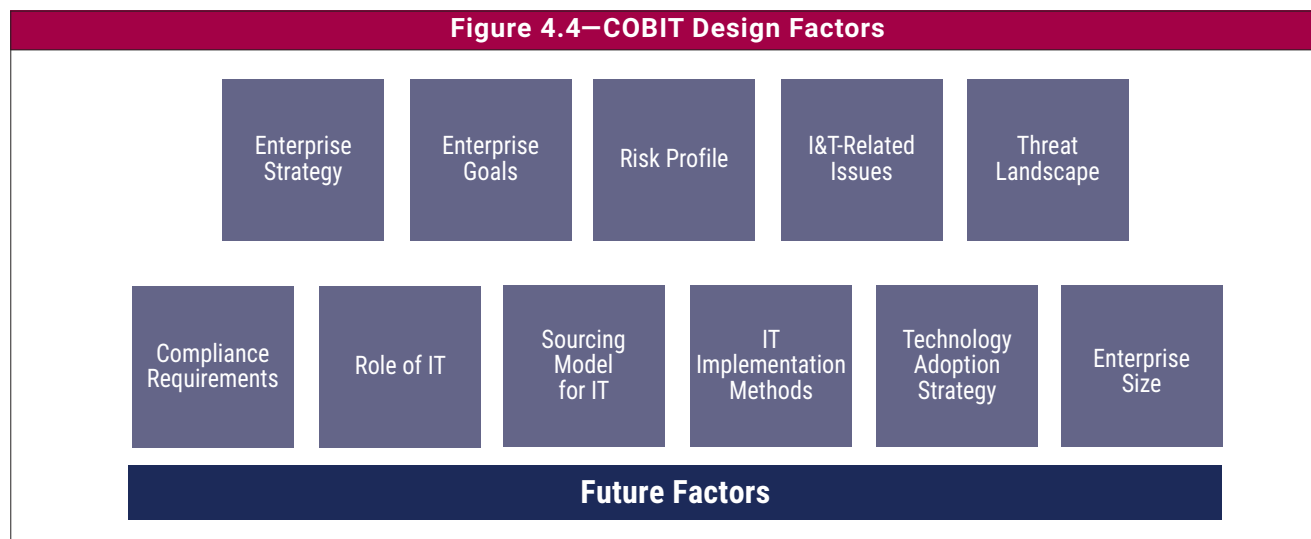 Figure 4.4—COBIT Design Factors
Enterprise
Strategy
Enterprise
Goals
Risk Profile
I&T-Related
Issues
Threat
Landscape
Compliance
Requirements
Role of IT
Sourcing
Model
for IT
IT
Implementation
Methods
Technology
Adoption
Strategy
Enterprise
Size
Future Factors